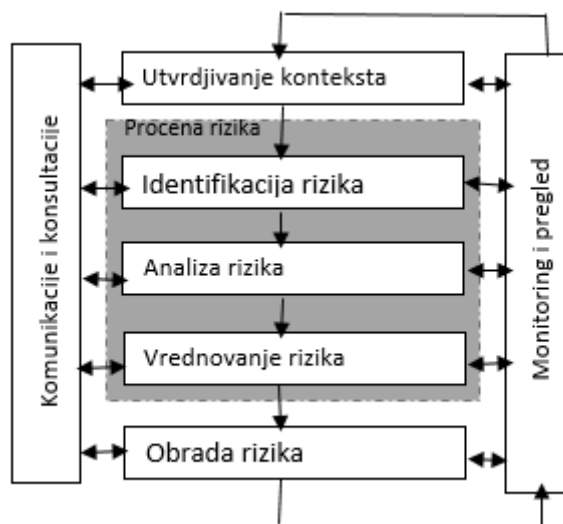 Komunikacije i konsultacije
Utvrdjivanje konteksta
Procena rizika
Identifikacija rizika
Analiza rizika
Vrednovanje rizika
Obrada rizika
Monitoring i pregled